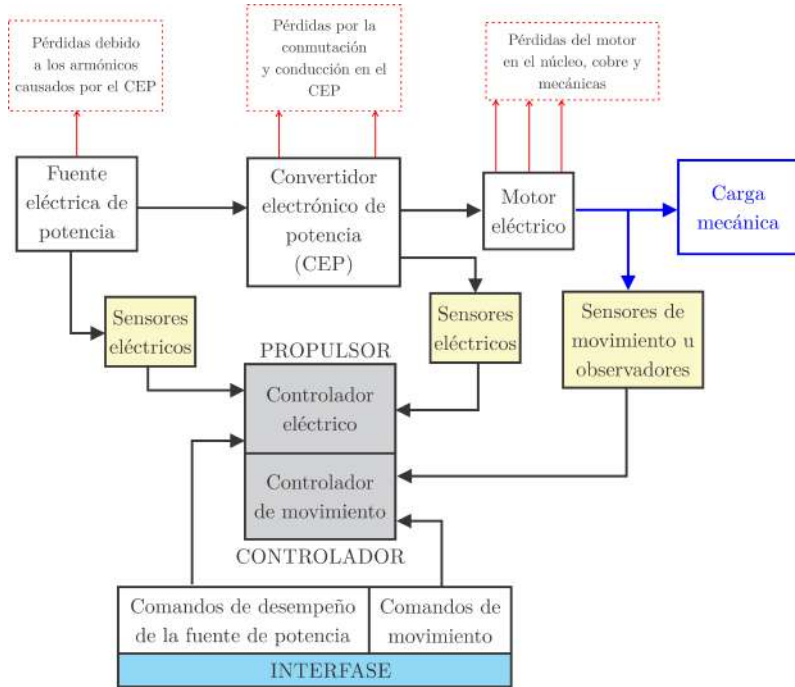 Pérdidas debido
a los armónicos
causados por el CEP
Pérdidas por la
conmutación
y conducción en el
CEP
Pérdidas del motor
en el núcleo, cobre y
mecánicas
Fuente
eléctrica de
potencia
Convertidor
electrónico de
potencia
(CEP)
Motor
eléctrico
Carga
mecánica
Sensores
eléctricos
Sensores
eléctricos
Sensores de
movimiento u
observadores
PROPULSOR
Controlador
eléctrico
Controlador
de movimiento
CONTROLADOR
Comandos de desempeño
de la fuente de potencia
Comandos de
movimiento
INTERFASE